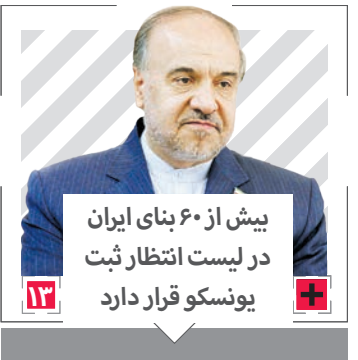 بیش از ۶۰ بنای ایران
در لیست انتظار ثبت
یونسکو قرار دارد
۱۳